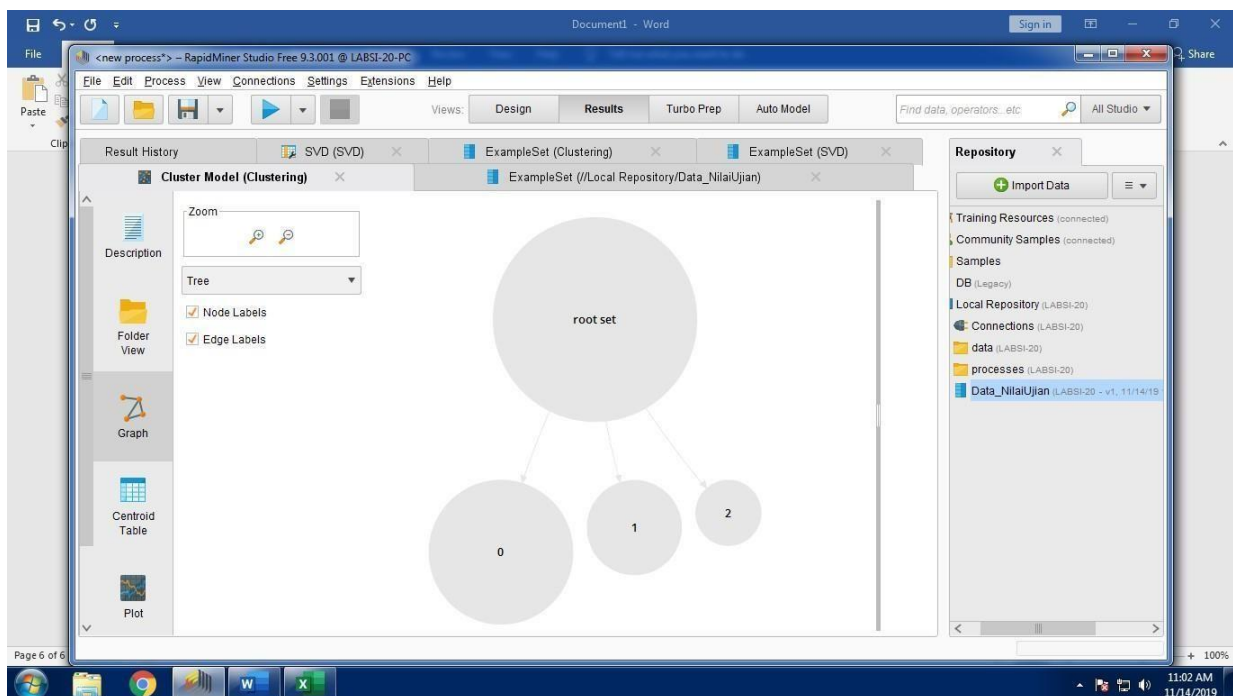 Document1 - Word
Sign in
File
Share
<new process*> – RapidMiner Studio Free 9.3.001 @ LABSI-20-PC
File Edit Process View Connections Settings Extensions Help
Paste
Clip
Views: Design Results Turbo Prep Auto Model
Find data, operators...etc
All Studio
Result History
SVD (SVD)
ExampleSet (Clustering)
ExampleSet (SVD)
Cluster Model (Clustering)
ExampleSet (//Local Repository/Data_NilaiUjian)
Repository
Import Data
Training Resources (connected)
Community Samples (connected)
Samples
DB (Legacy)
Local Repository (LABSI-20)
Connections (LABSI-20)
data (LABSI-20)
processes (LABSI-20)
Data_NilaiUjian (LABSI-20 - v1, 11/14/19
Description
Folder
View
Graph
Centroid
Table
Plot
Zoom
Tree
Node Labels
Edge Labels
root set
0
1
2
Page 6 of 6
100%
11:02 AM
11/14/2019